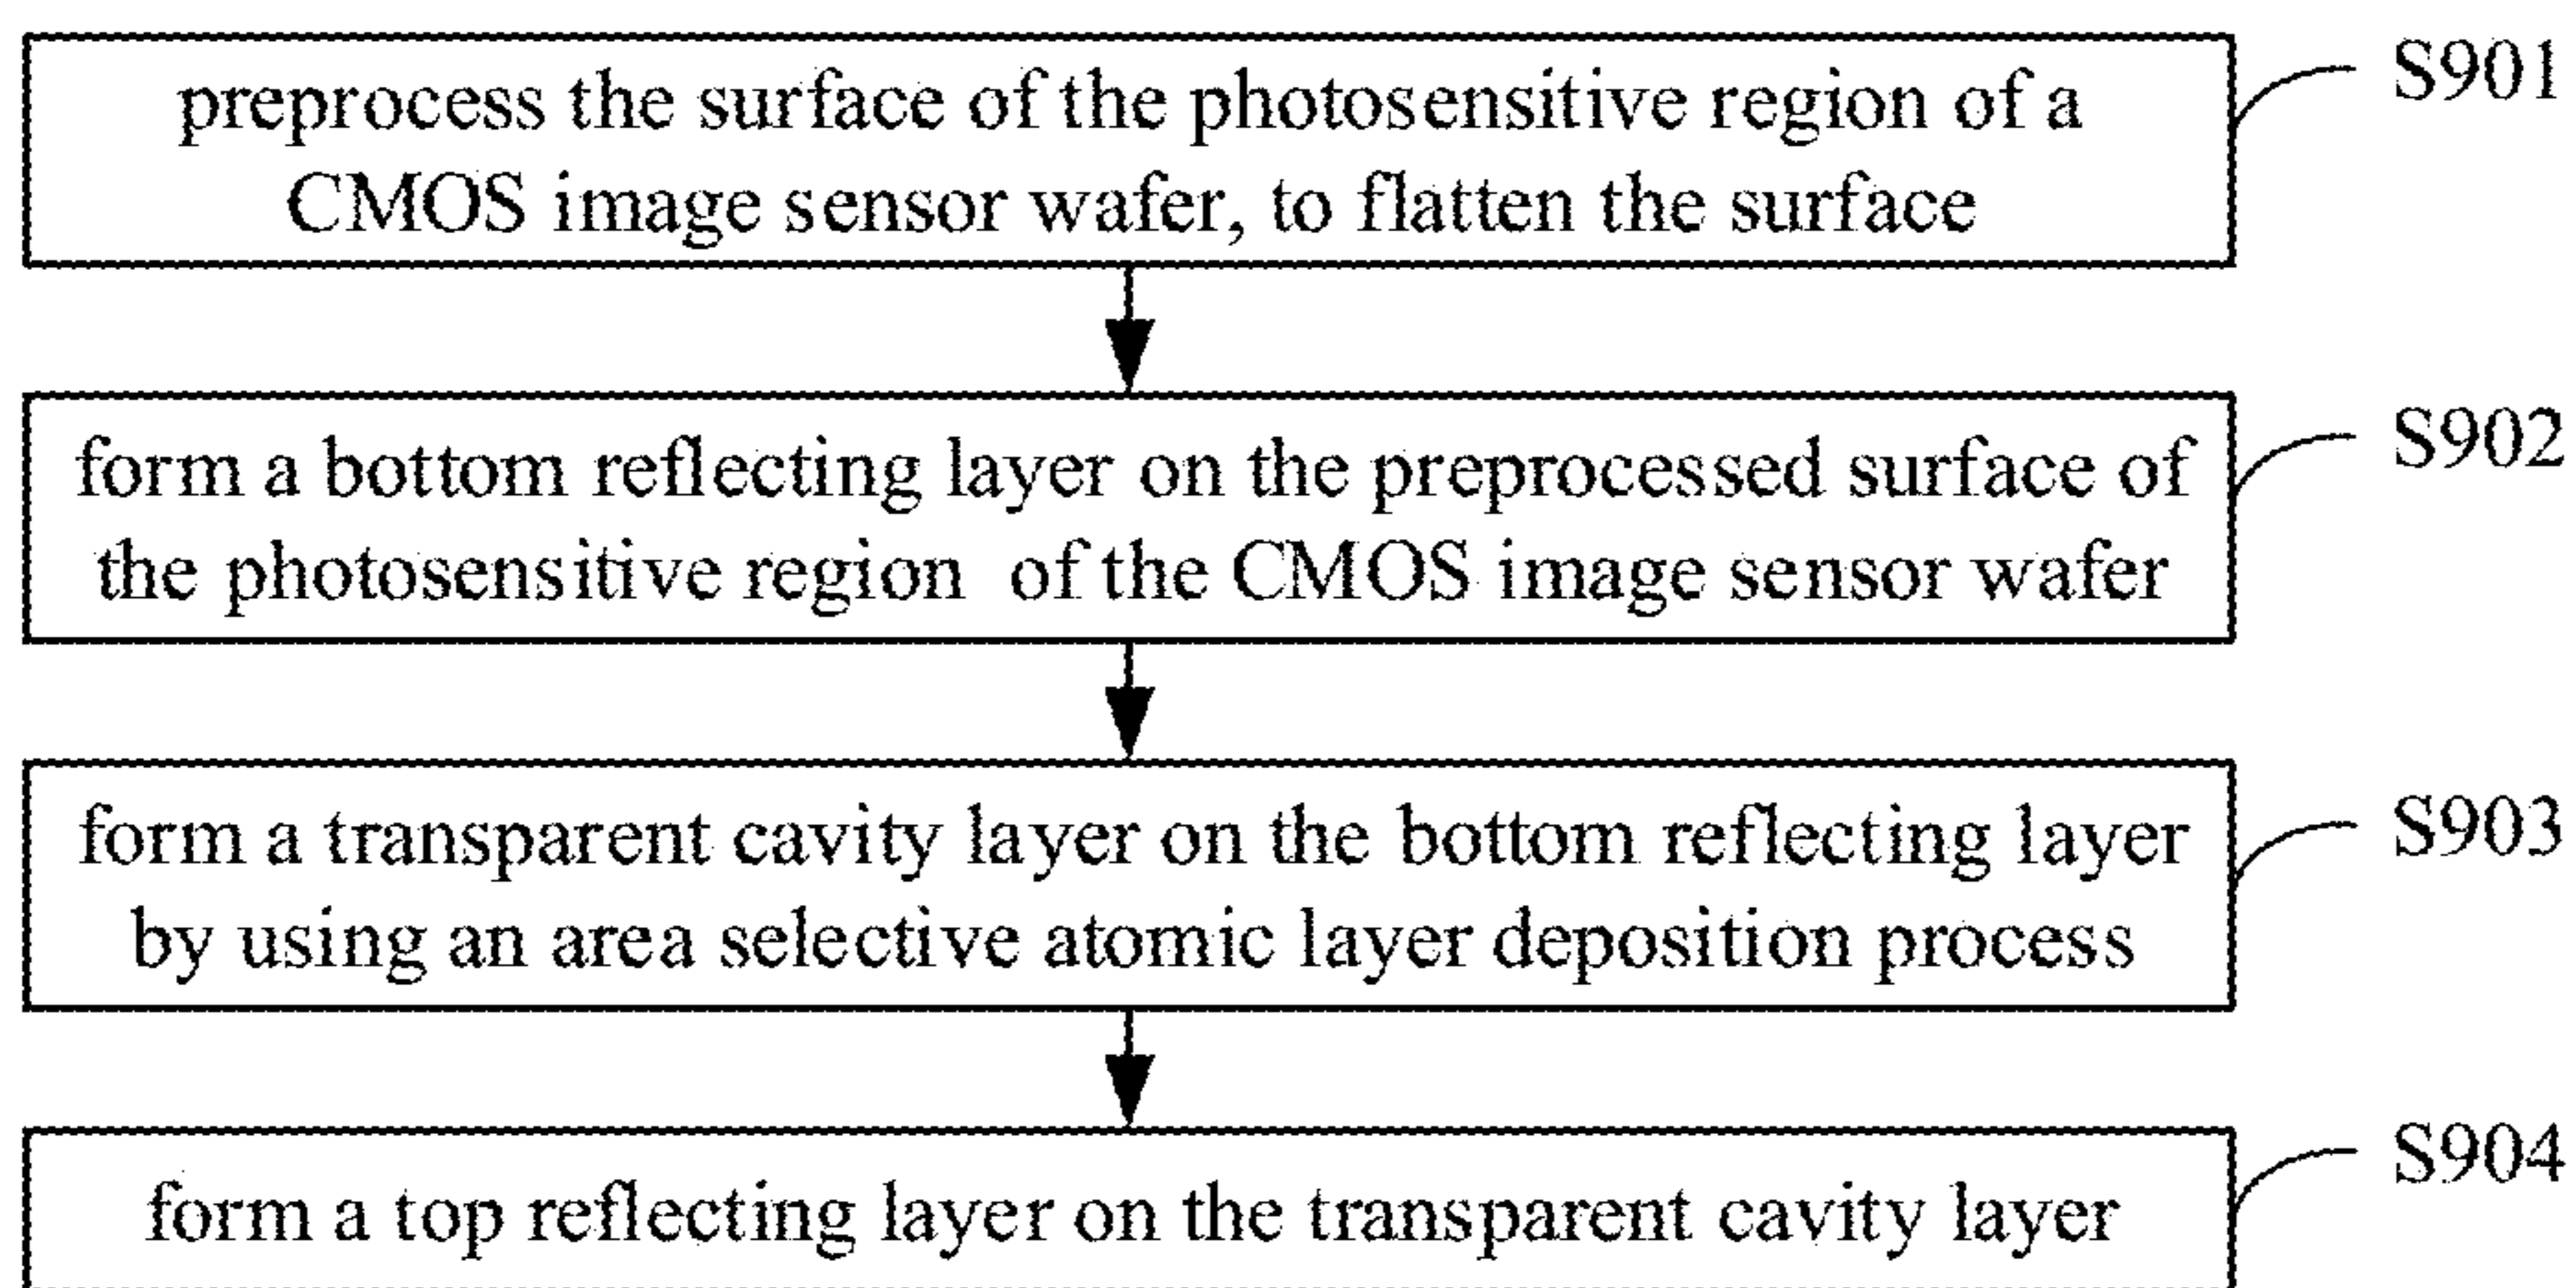 preprocess the surface of the photosensitive region of a
CMOS image sensor wafer, to flatten the surface
S901
form a bottom reflecting layer on the preprocessed surface of
the photosensitive region of the CMOS image sensor wafer
S902
form a transparent cavity layer on the bottom reflecting layer
by using an area selective atomic layer deposition process
S903
form a top reflecting layer on the transparent cavity layer
S904